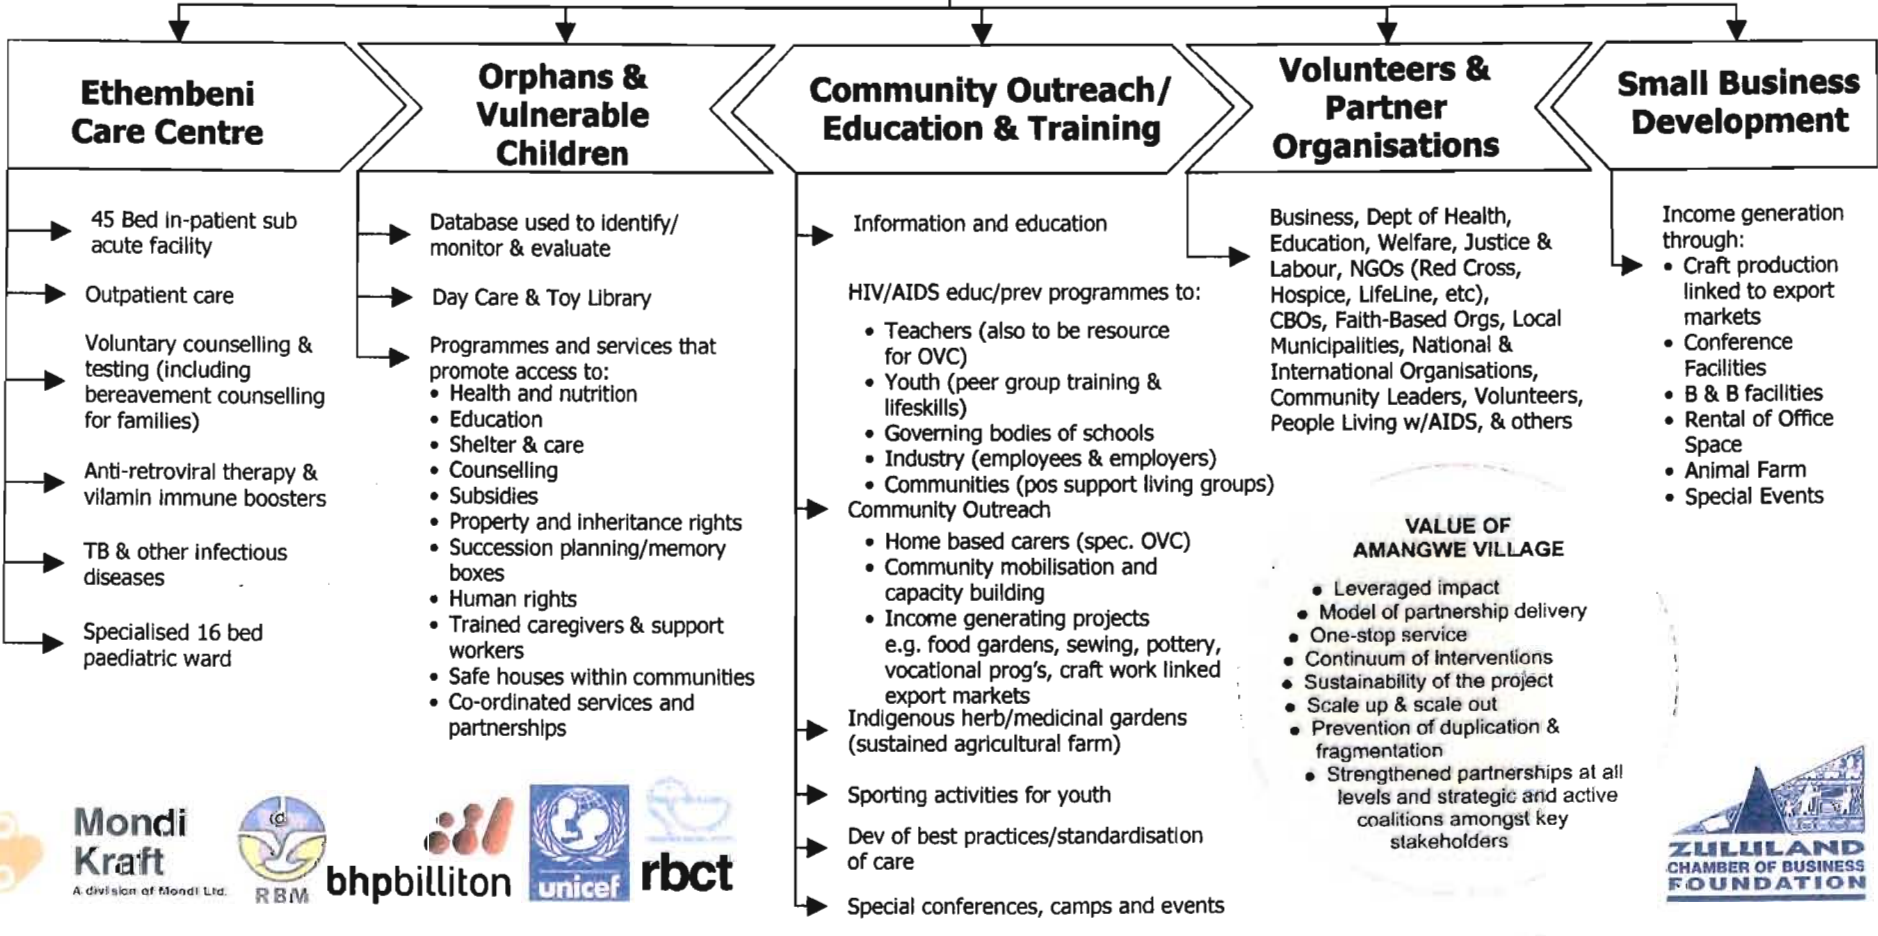 Ethembeni
Care Centre
45 Bed in-patient sub
acute facility
Outpatient care
Voluntary counselling &
testing (including
bereavement counselling
for families)
Anti-retroviral therapy &
vitamin immune boosters
TB & other infectious
diseases
Specialised 16 bed
paediatric ward
Orphans &
Vulnerable
Children
Database used to identify/
monitor & evaluate
Day Care & Toy Library
Programmes and services that
promote access to:
• Health and nutrition
• Education
• Shelter & care
• Counselling
• Subsidies
• Property and inheritance rights
• Succession planning/memory
boxes
• Human rights
• Trained caregivers & support
workers
• Safe houses within communities
• Co-ordinated services and
partnerships
Community Outreach/
Education & Training
Information and education
HIV/AIDS educ/prev programmes to:
• Teachers (also to be resource
for OVC)
• Youth (peer group training &
lifeskills)
• Governing bodies of schools
• Industry (employees & employers)
• Communities (pos support living groups)
Community Outreach
• Home based carers (spec. OVC)
• Community mobilisation and
capacity building
• Income generating projects
e.g. food gardens, sewing, pottery,
vocational prog's, craft work linked
export markets
Indigenous herb/medicinal gardens
(sustained agricultural farm)
Sporting activities for youth
Dev of best practices/standardisation
of care
Special conferences, camps and events
Volunteers &
Partner
Organisations
Business, Dept of Health,
Education, Welfare, Justice &
Labour, NGOs (Red Cross,
Hospice, LifeLine, etc),
CBOs, Faith-Based Orgs, Local
Municipalities, National &
International Organisations,
Community Leaders, Volunteers,
People Living w/AIDS, & others
VALUE OF
AMANGWE VILLAGE
• Leveraged impact
• Model of partnership delivery
• One-stop service
• Continuum of Interventions
• Sustainability of the project
• Scale up & scale out
• Prevention of duplication &
fragmentation
• Strengthened partnerships at all
levels and strategic and active
coalitions amongst key
stakeholders
Small Business
Development
Income generation
through:
• Craft production
linked to export
markets
• Conference
Facilities
• B & B facilities
• Rental of Office
Space
• Animal Farm
• Special Events
Mondi
Kraft
A division of Mondi Ltd.
RBM
bhpbilliton
unicef
rbct
ZULULAND
CHAMBER OF BUSINESS
FOUNDATION